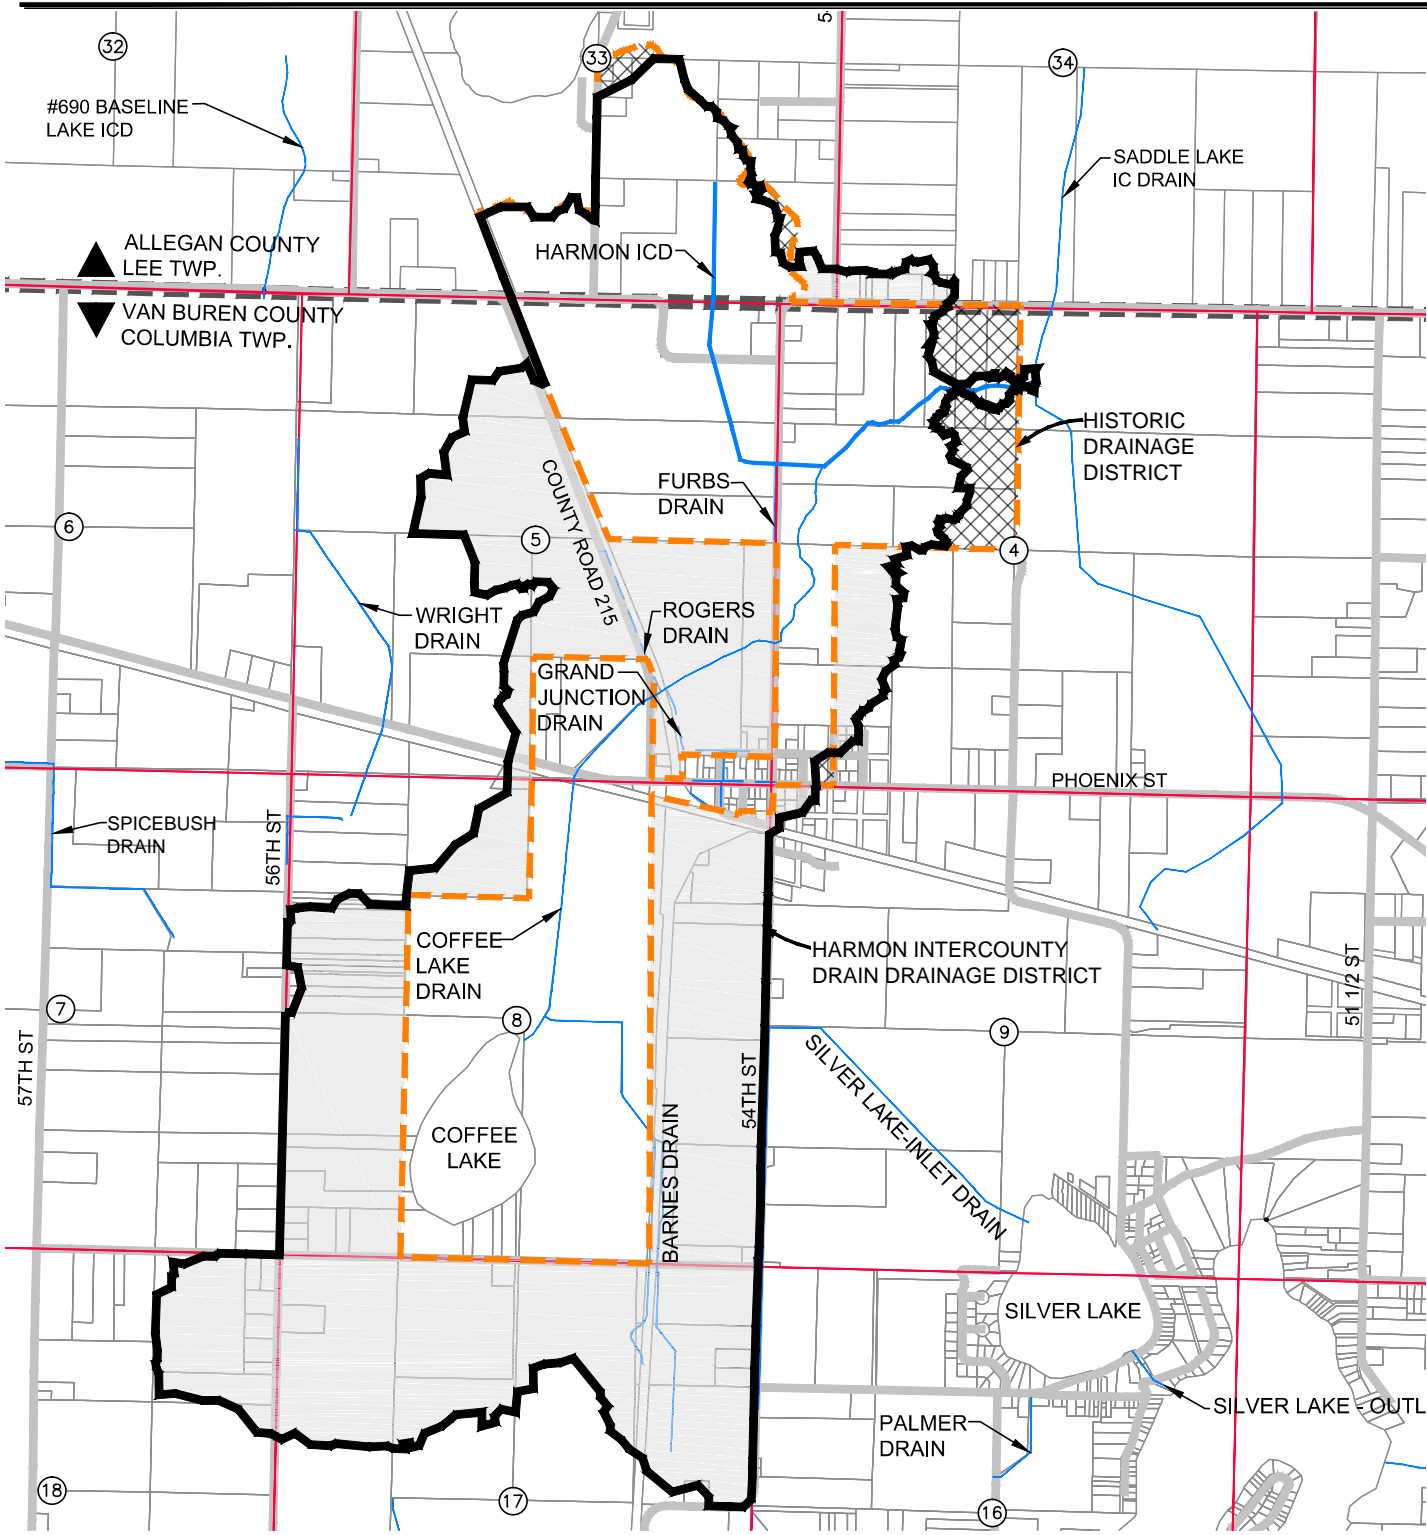 32
33
34
#690 BASELINE
LAKE ICD
SADDLE LAKE
IC DRAIN
ALLEGAN COUNTY
LEE TWP.
HARMON ICD
VAN BUREN COUNTY
COLUMBIA TWP.
HISTORIC
DRAINAGE
DISTRICT
COUNTY ROAD 215
FURBS
DRAIN
6
5
4
WRIGHT
DRAIN
ROGERS
DRAIN
GRAND
JUNCTION
DRAIN
PHOENIX ST
SPICEBUSH
DRAIN
56TH ST
COFFEE
LAKE
DRAIN
HARMON INTERCOUNTY
DRAIN DRAINAGE DISTRICT
51 1/2 ST
7
8
9
57TH ST
54TH ST
SILVER LAKE-INLET DRAIN
COFFEE
LAKE
BARNES DRAIN
SILVER LAKE
SILVER LAKE - OUTL
PALMER
DRAIN
18
17
16